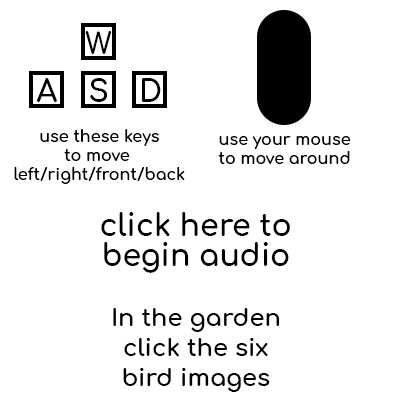 W
A S D
use these keys
to move
left/right/front/back
use your mouse
to move around
click here to
begin audio
In the garden
click the six
bird images